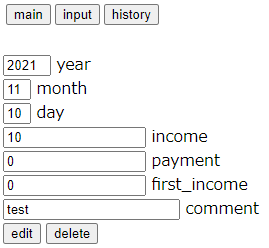 main input history
2021 year
11 month
10 day
10 income
0 payment
0 first_income
test comment
edit delete